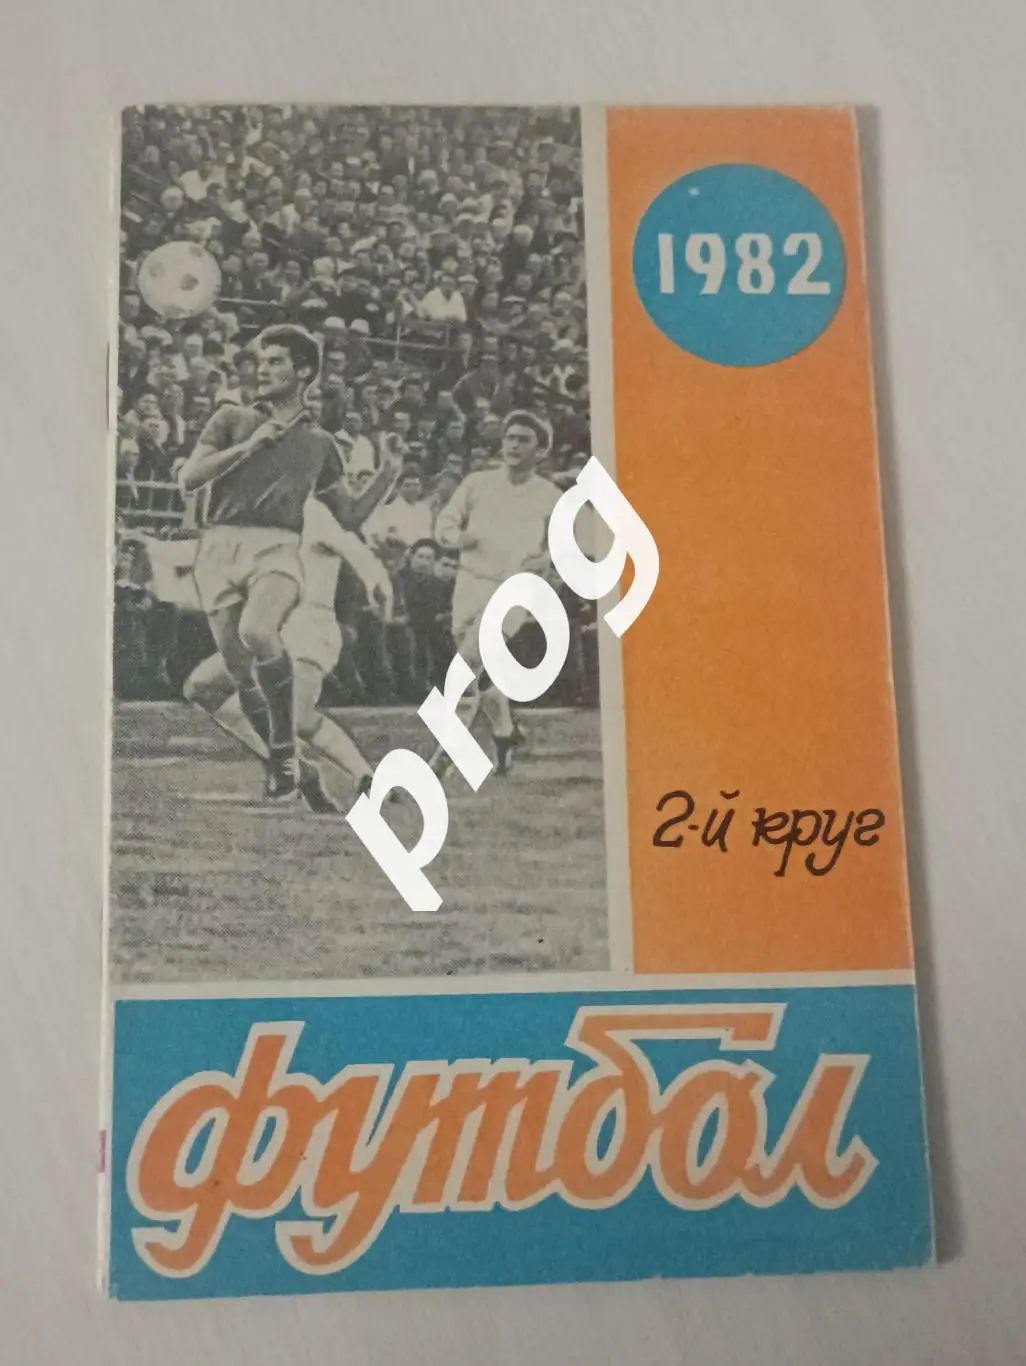 1982
prog
2-й круг
футбол